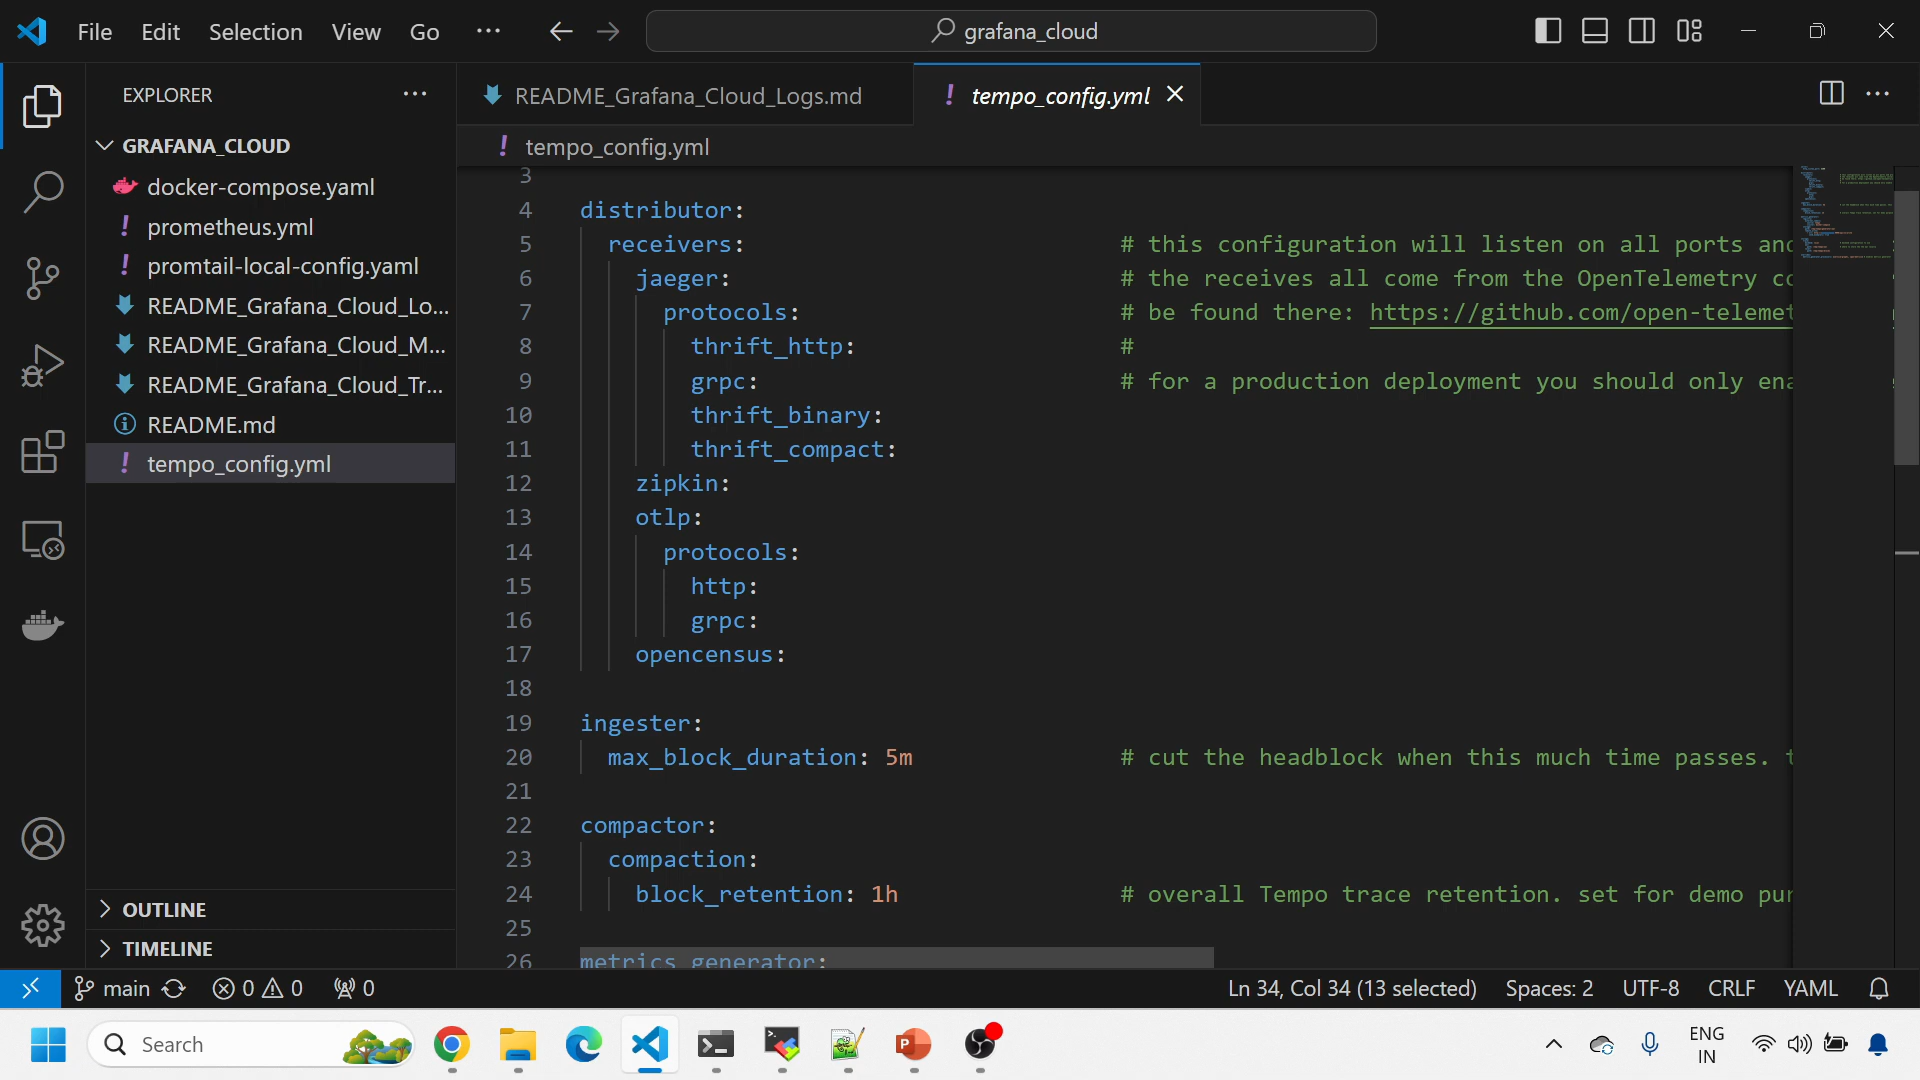 File Edit Selection View Go ··· grafana_cloud
EXPLORER ···
GRAFANA_CLOUD
docker-compose.yaml
prometheus.yml
promtail-local-config.yaml
README_Grafana_Cloud_Lo...
README_Grafana_Cloud_M...
README_Grafana_Cloud_Tr...
README.md
tempo_config.yml
OUTLINE
TIMELINE
README_Grafana_Cloud_Logs.md
tempo_config.yml
tempo_config.yml
3
4 distributor:
5 receivers: # this configuration will listen on all ports and
6 jaeger: # the receives all come from the OpenTelemetry co
7 protocols: # be found there: https://github.com/open-telemet
8 thrift_http: #
9 grpc: # for a production deployment you should only ena
10 thrift_binary:
11 thrift_compact:
12 zipkin:
13 otlp:
14 protocols:
15 http:
16 grpc:
17 opencensus:
18
19 ingester:
20 max_block_duration: 5m # cut the headblock when this much time passes. t
21
22 compactor:
23 compaction:
24 block_retention: 1h # overall Tempo trace retention. set for demo pur
25
26 metrics_generator:
main 0 0 0 Ln 34, Col 34 (13 selected) Spaces: 2 UTF-8 CRLF YAML
Search
ENG
IN